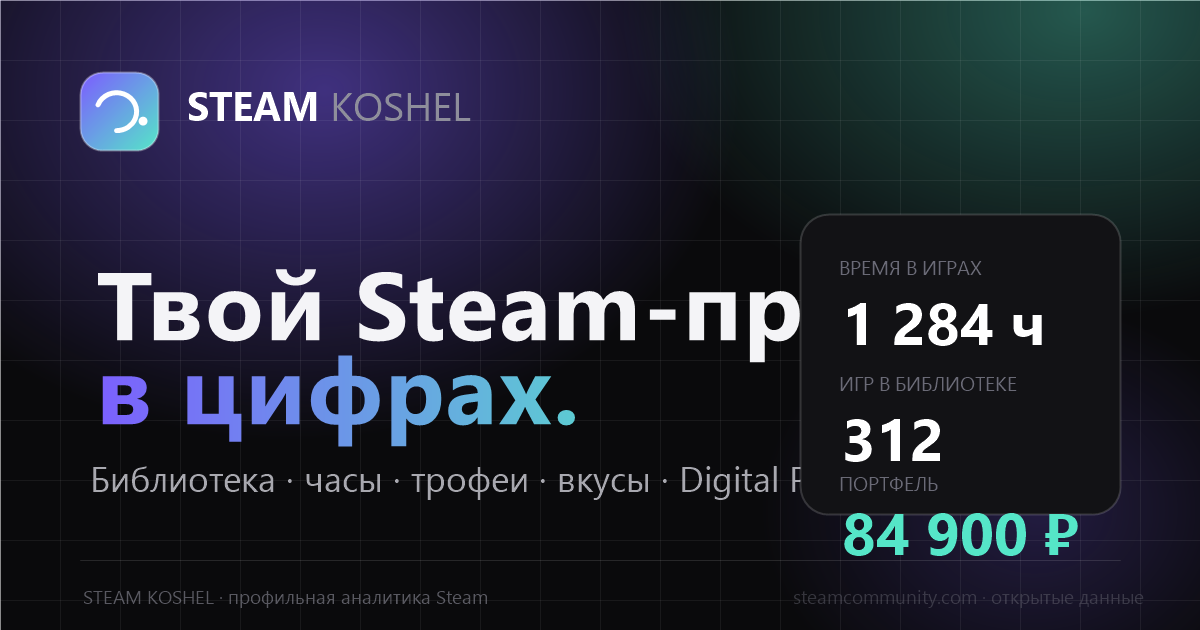 STEAM KOSHEL
Твой Steam-пр
в цифрах.
Библиотека · часы · трофеи · вкусы · Digital
ВРЕМЯ В ИГРАХ
1 284 ч
ИГР В БИБЛИОТЕКЕ
312
ПОРТФЕЛЬ
84 900 ₽
STEAM KOSHEL · профильная аналитика Steam
steamcommunity.com · открытые данные